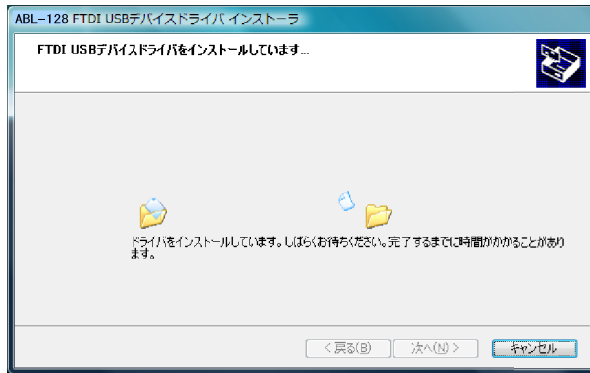 ABL-128 FTDI USBデバイスドライバ インストーラ
FTDI USBデバイスドライバをインストールしています...
ドライバをインストールしています。しばらくお待ちください。完了するまでに時間がかかることがあり
ます。
< 戻る(B) 次へ(N) > キャンセル